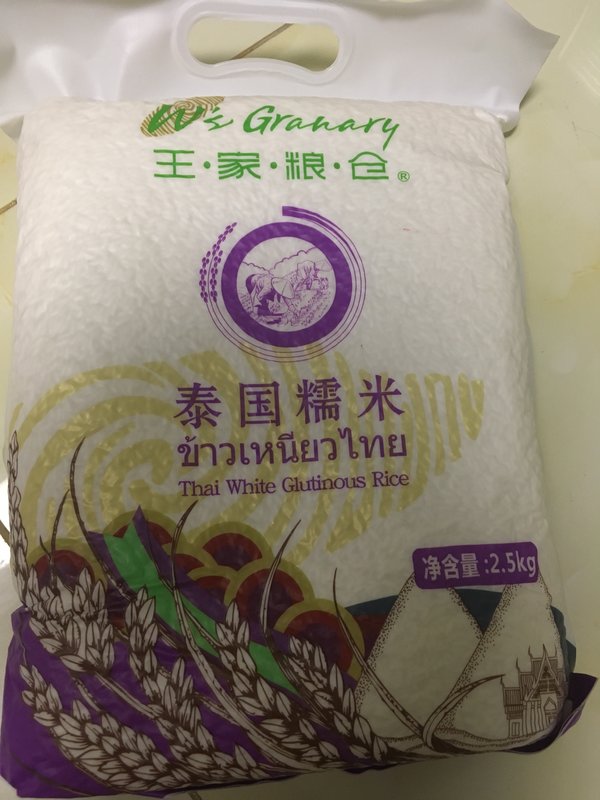 W's Granary
王·家·粮·仓®
泰国糯米
ข้าวเหนียวไทย
Thai White Glutinous Rice
净含量:2.5kg